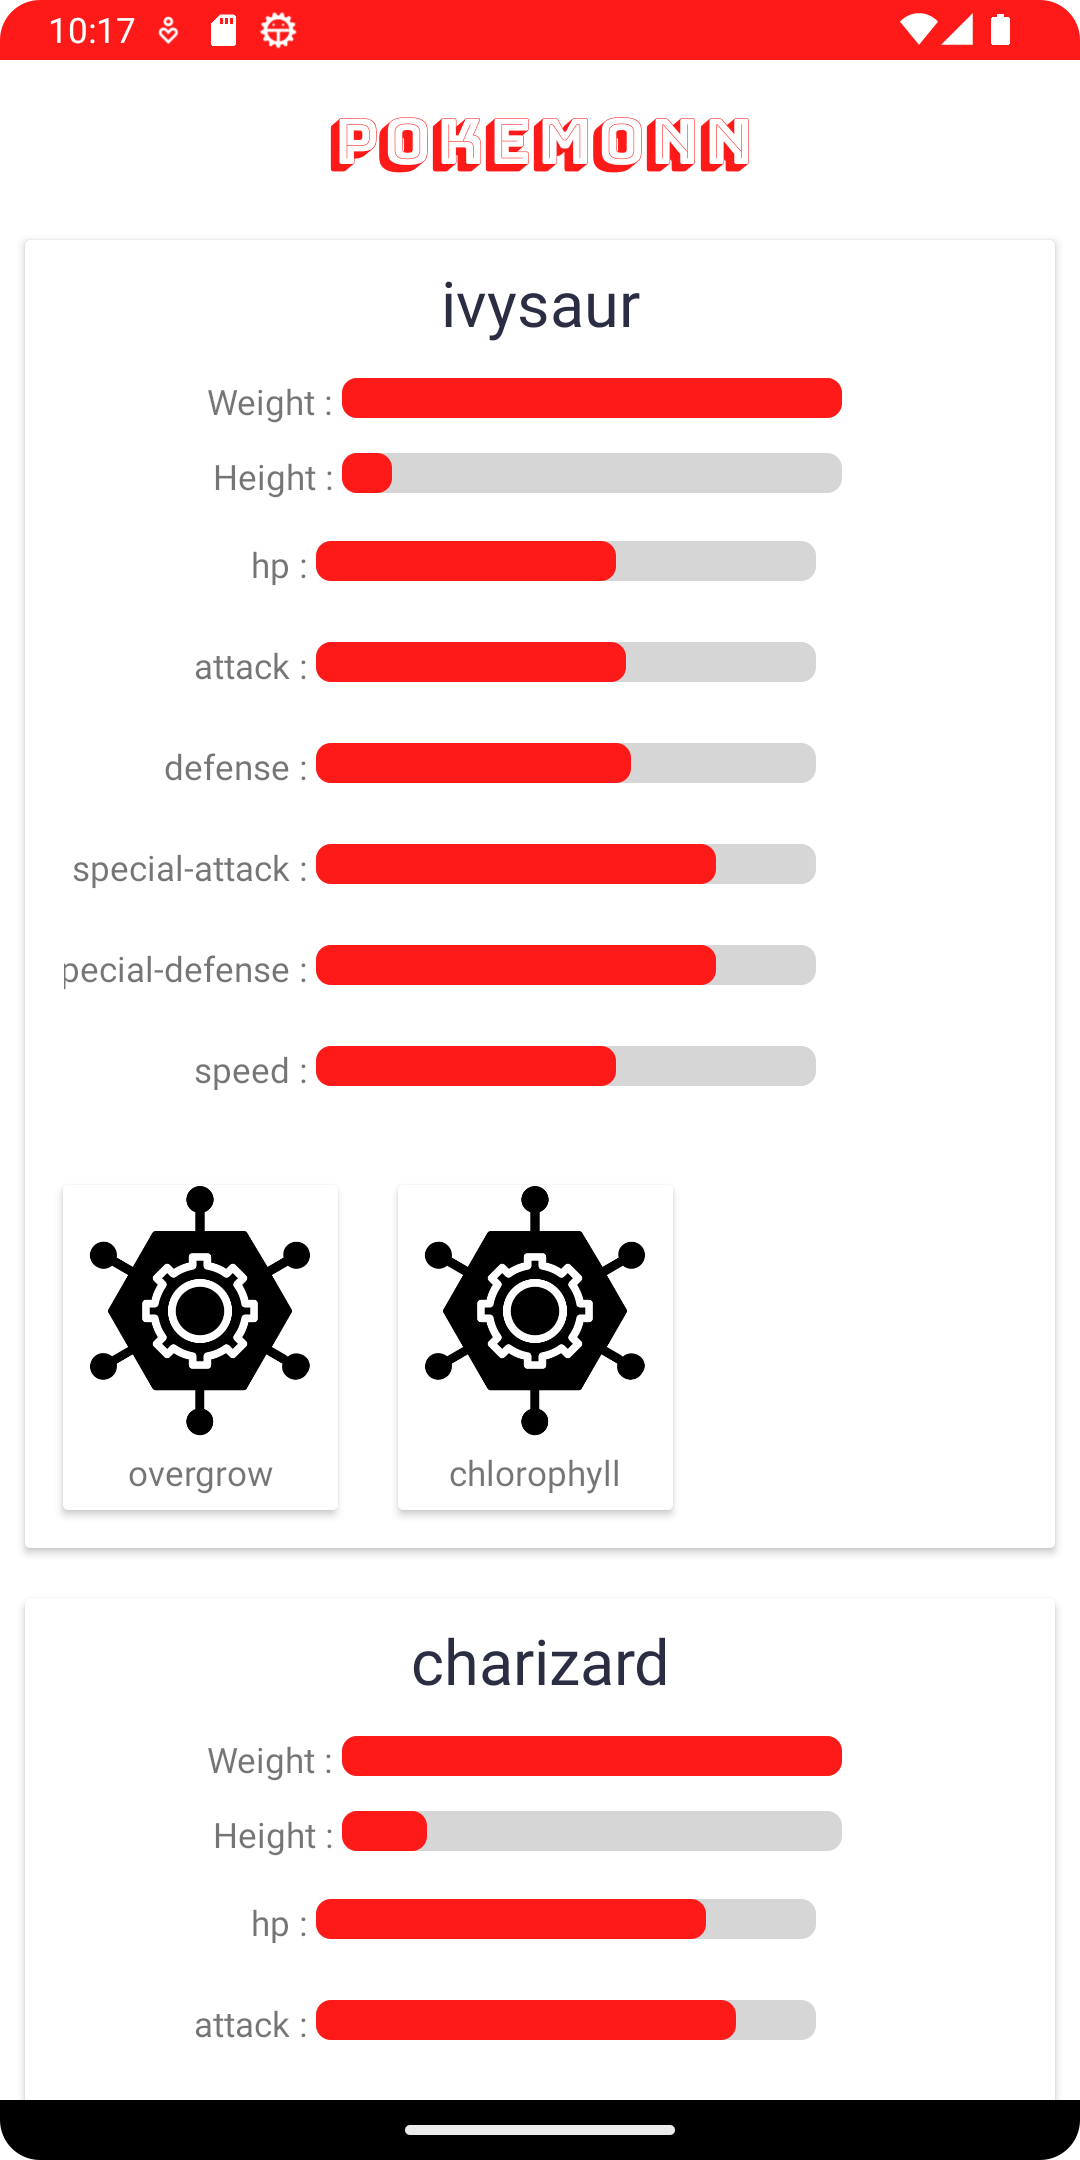 10:17
POKEMONN
ivysaur
Weight :
Height :
hp :
attack :
defense :
special-attack :
pecial-defense :
speed :
overgrow
chlorophyll
charizard
Weight :
Height :
hp :
attack :